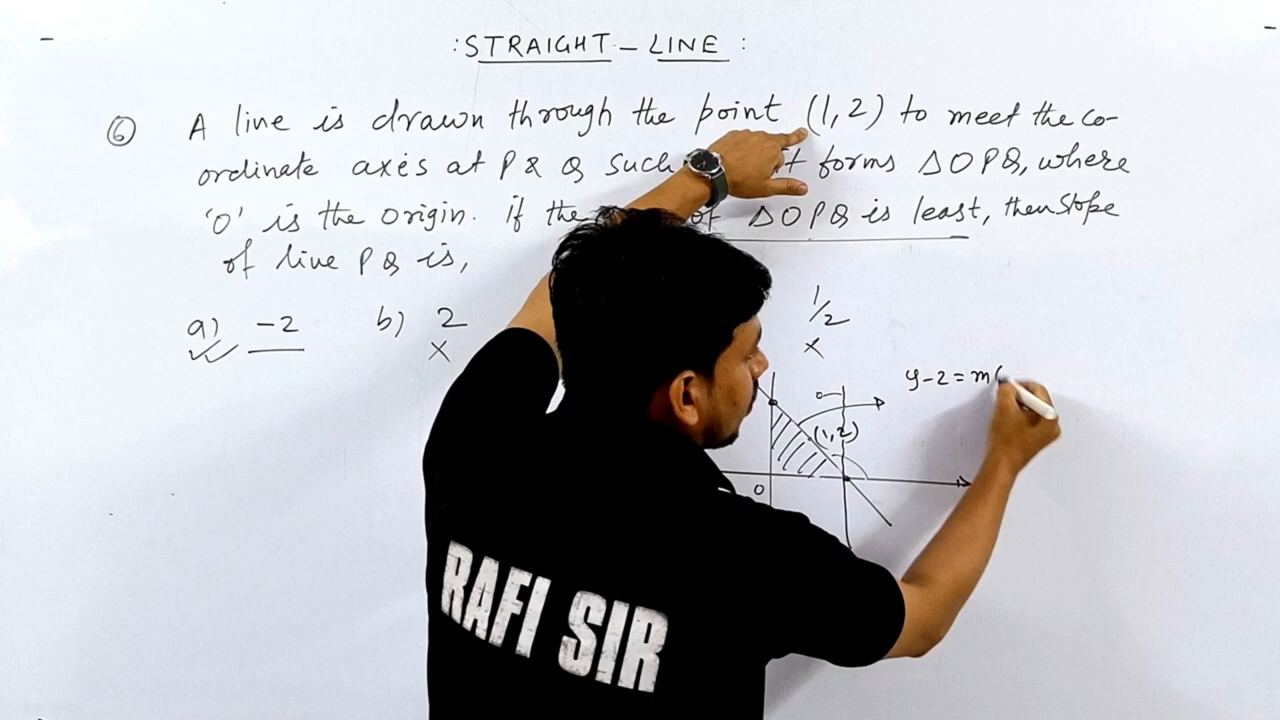 : STRAIGHT - LINE :
⑥ A line is drawn through the point (1, 2) to meet the co-
ordinate axes at P & Q such it forms ΔOPQ, where
'O' is the origin. if the of ΔOPQ is least, then slope
of line PQ is,
a) -2 b) 2 1/2
x x
y-2=m(
(1,2)
O
RAFI SIR